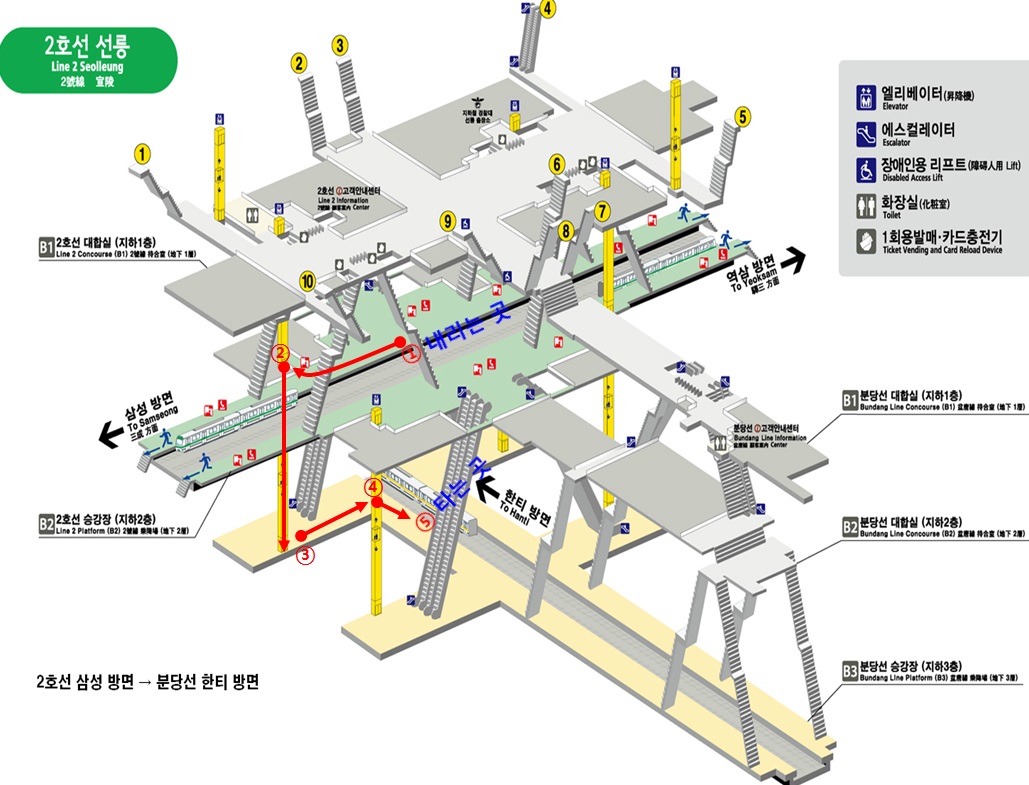 2호선 선릉
Line 2 Seolleung
2號線 宣陵
1
2
3
4
5
6
7
8
9
10
엘리베이터(昇降機)
Elevator
에스컬레이터
Escalator
장애인용 리프트(障碍人用 Lift)
Disabled Access Lift
화장실(化粧室)
Toilet
1회용발매·카드충전기
Ticket Vending and Card Reload Device
지하철 경찰대
선릉 출장소
2호선 ⓘ고객안내센터
Line 2 Information
2號線 顧客案內 Center
B1 2호선 대합실 (지하1층)
Line 2 Concourse (B1) 2號線 待合室 (地下 1層)
역삼 방면
To Yeoksam
驛三 方面
① 내리는 곳
②
삼성 방면
To Samseong
三成 方面
B2 2호선 승강장 (지하2층)
Line 2 Platform (B2) 2號線 乘降場 (地下 2層)
분당선 ⓘ고객안내센터
Bundang Line Information
盆唐線 顧客案內 Center
B1 분당선 대합실 (지하1층)
Bundang Line Concourse (B1) 盆唐線 待合室 (地下 1層)
④
⑤ 타는 곳
한티 방면
To Hanti
③
B2 분당선 대합실 (지하2층)
Bundang Line Concourse (B2) 盆唐線 待合室 (地下 2層)
B3 분당선 승강장 (지하3층)
Bundang Line Platform (B3) 盆唐線 乘降場 (地下 3層)
2호선 삼성 방면 → 분당선 한티 방면